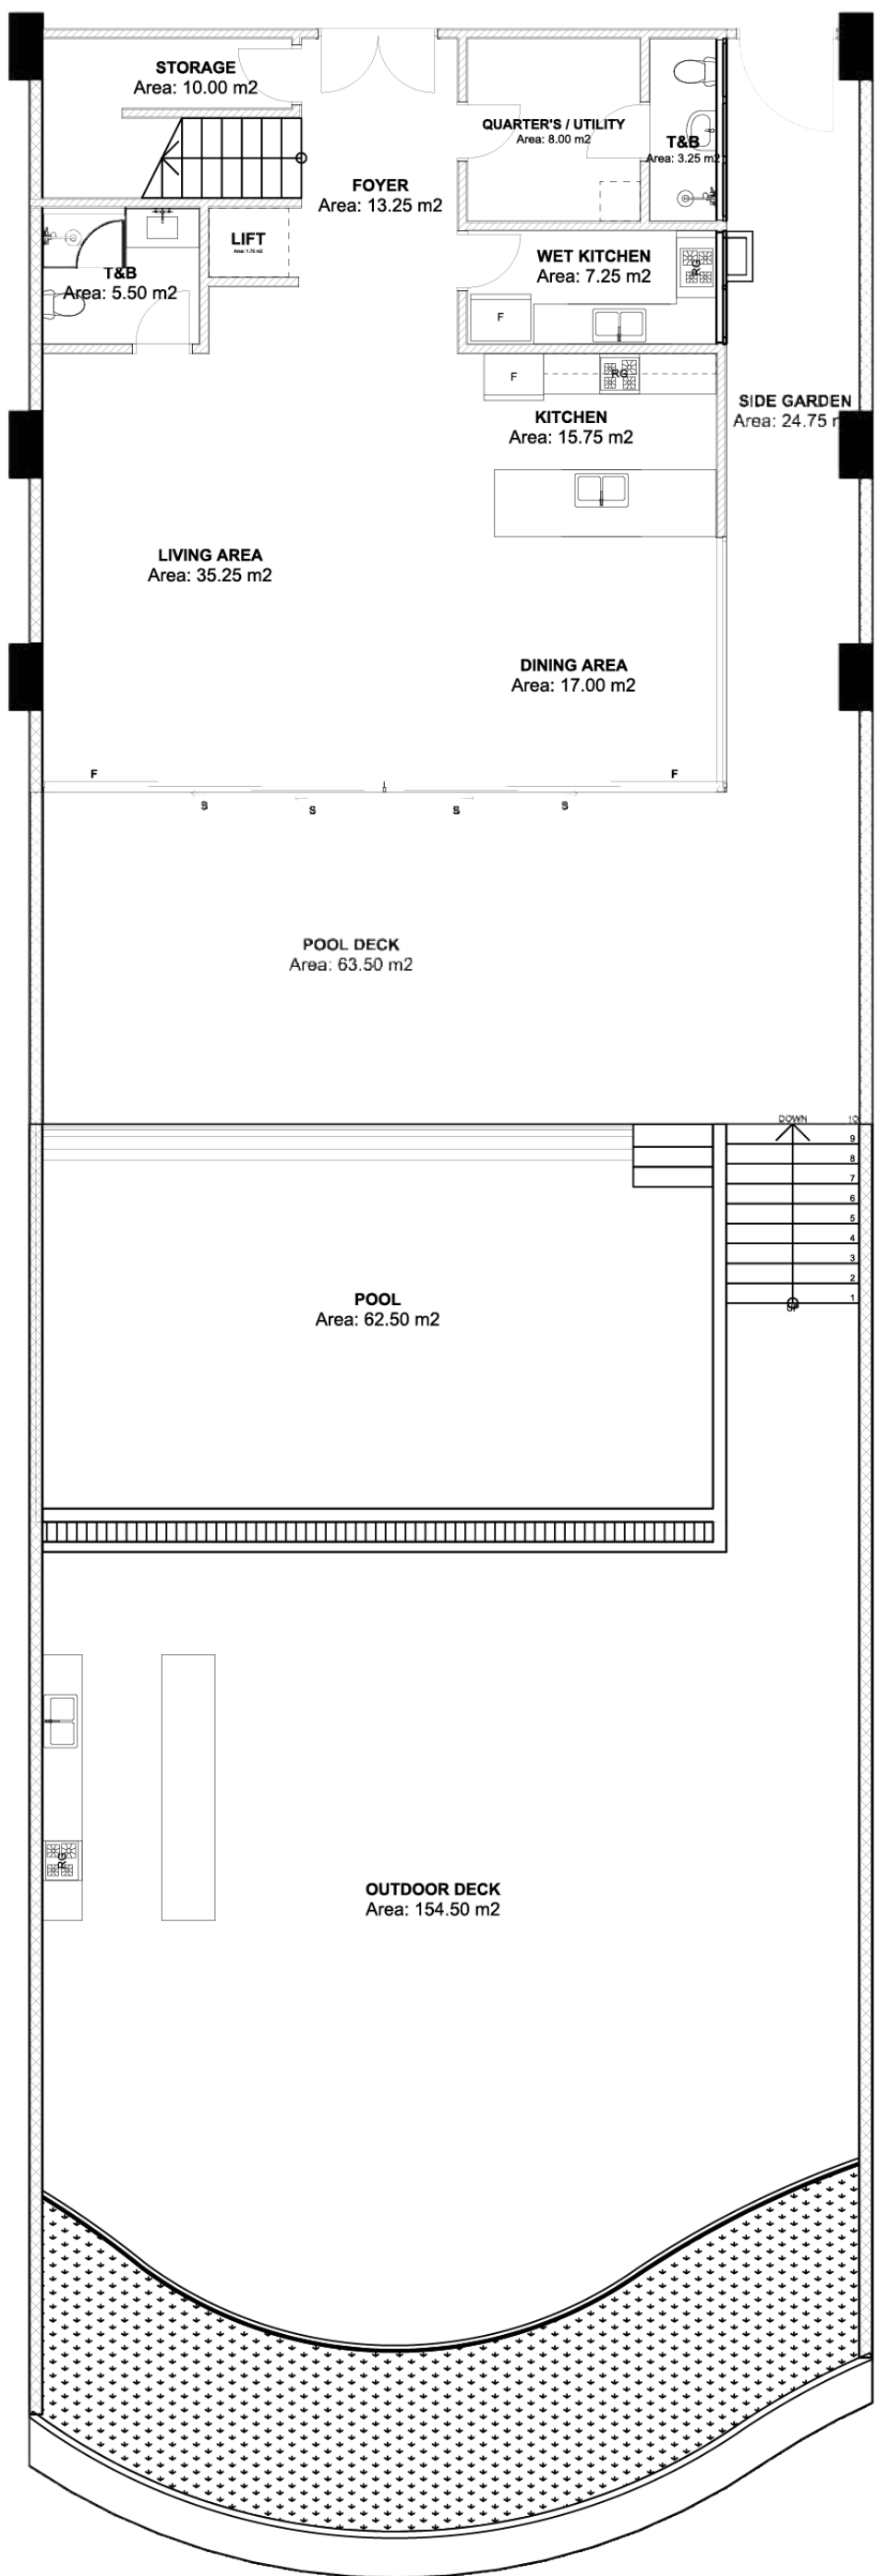 STORAGE
Area: 10.00 m2
QUARTER'S / UTILITY
Area: 8.00 m2
T&B
Area: 3.25 m2
FOYER
Area: 13.25 m2
LIFT
Area: 1.75 m2
WET KITCHEN
Area: 7.25 m2
RG
T&B
Area: 5.50 m2
F
F
RG
KITCHEN
Area: 15.75 m2
SIDE GARDEN
Area: 24.75
LIVING AREA
Area: 35.25 m2
DINING AREA
Area: 17.00 m2
F
F
S
S
S
S
POOL DECK
Area: 63.50 m2
DOWN
10
9
8
7
6
5
4
3
2
1
UP
POOL
Area: 62.50 m2
RG
OUTDOOR DECK
Area: 154.50 m2